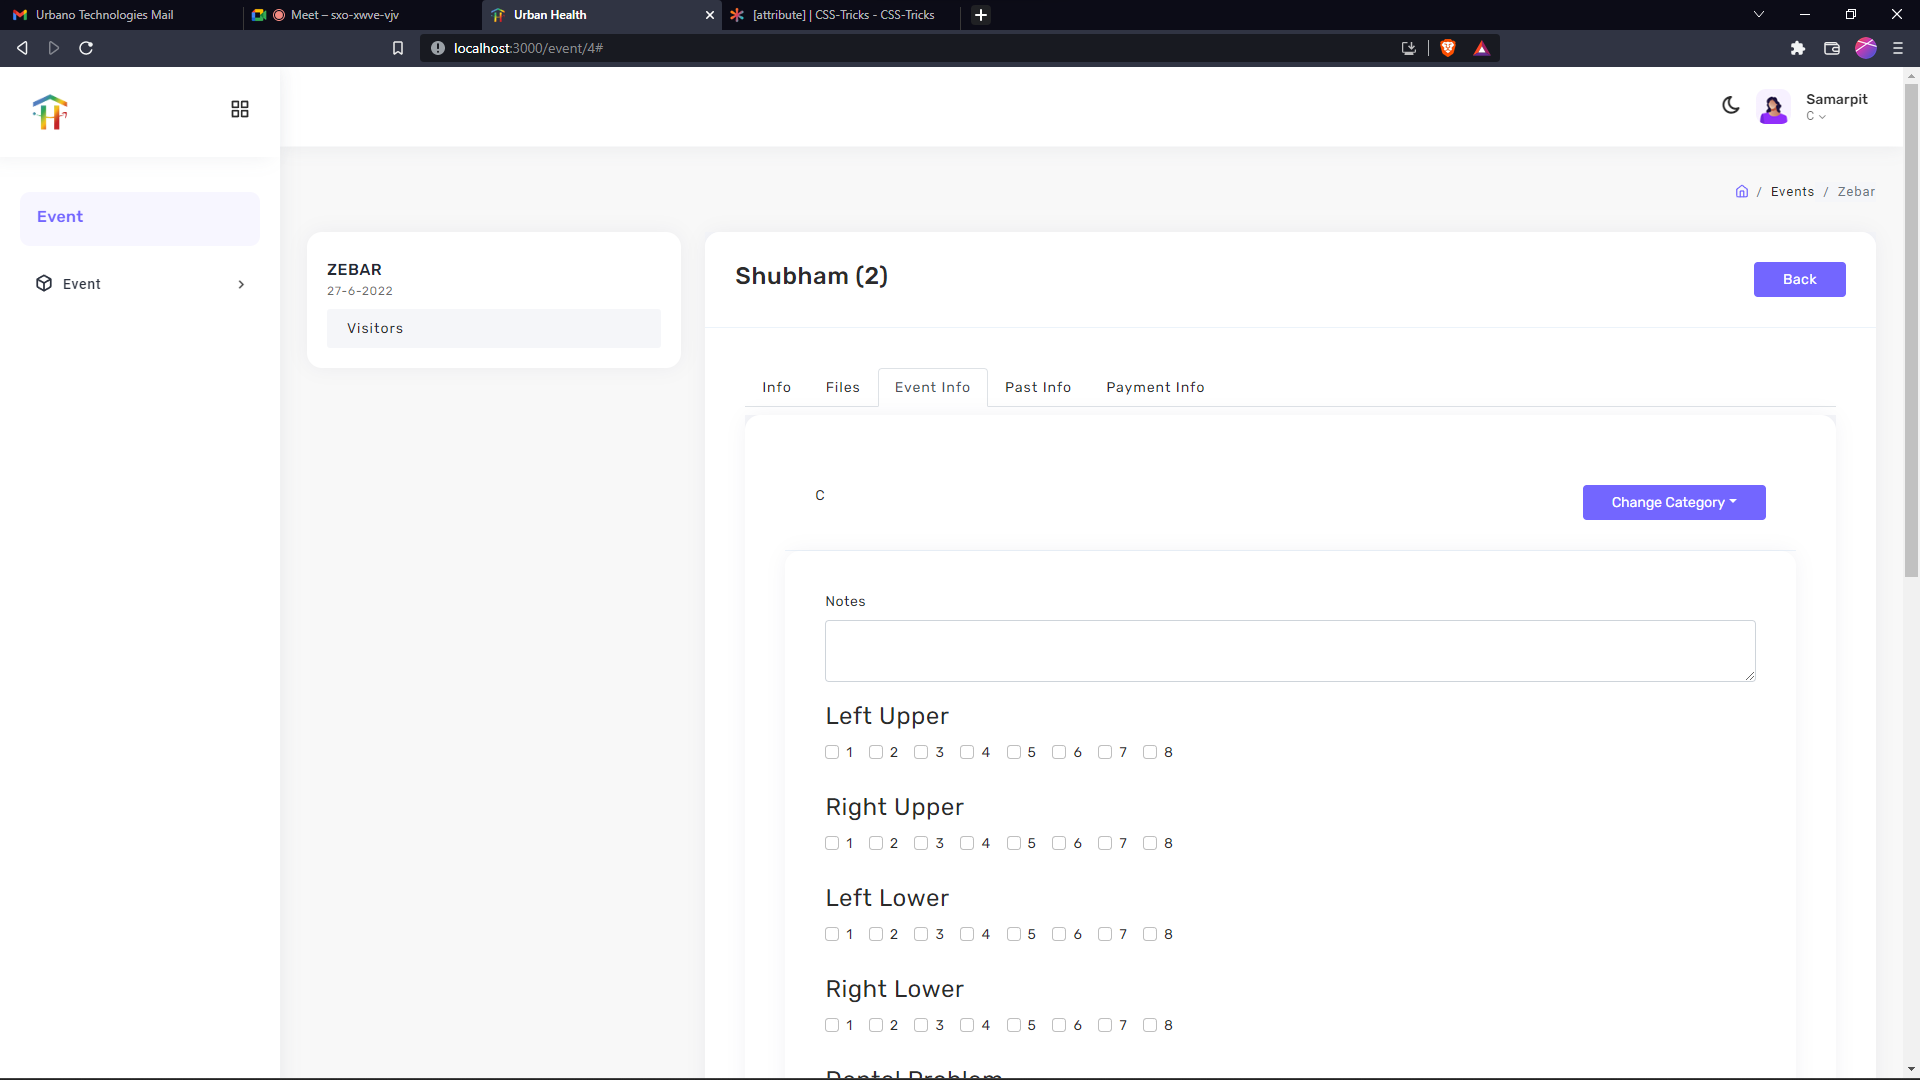 Urbano Technologies Mail
Meet – sxo-xwve-vjv
Urban Health
[attribute] | CSS-Tricks - CSS-Tricks
localhost:3000/event/4#
Samarpit
C
Events / Zebar
Event
Event
ZEBAR
27-6-2022
Visitors
Shubham (2)
Back
Info Files Event Info Past Info Payment Info
C
Change Category
Notes
Left Upper
1 2 3 4 5 6 7 8
Right Upper
1 2 3 4 5 6 7 8
Left Lower
1 2 3 4 5 6 7 8
Right Lower
1 2 3 4 5 6 7 8
Dental Problem